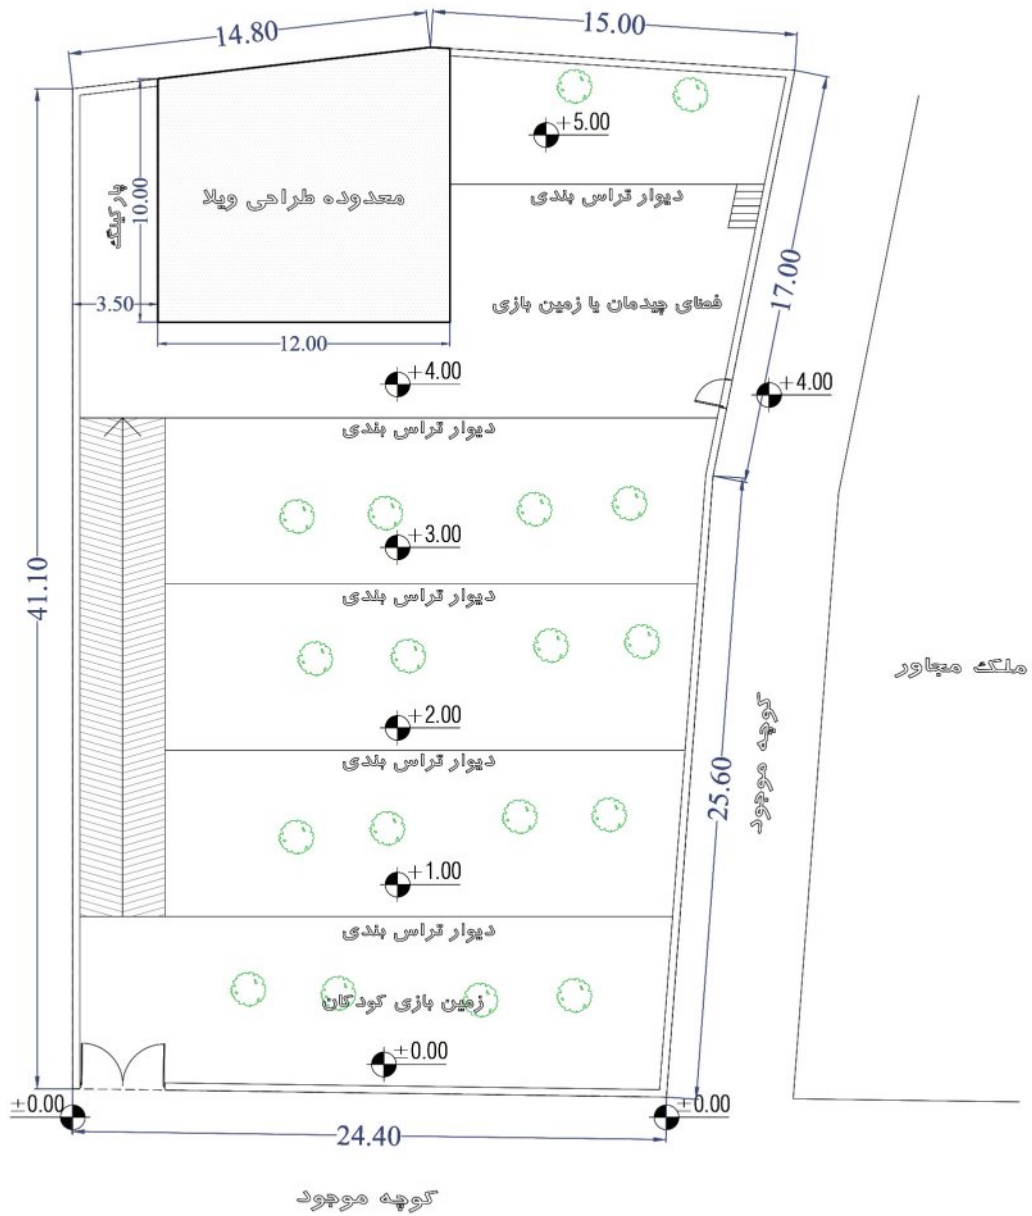 14.80
15.00
+5.00
معدوده طراحی ویلا
دیوار تراس بندی
پارکینگ
10.00
3.50
12.00
فضای چیدمان یا زمین بازی
17.00
+4.00
+4.00
دیوار تراس بندی
+3.00
41.10
دیوار تراس بندی
ملک مجاور
+2.00
کوچه موجود
25.60
دیوار تراس بندی
+1.00
دیوار تراس بندی
زمین بازی کودکان
±0.00
±0.00
±0.00
24.40
کوچه موجود